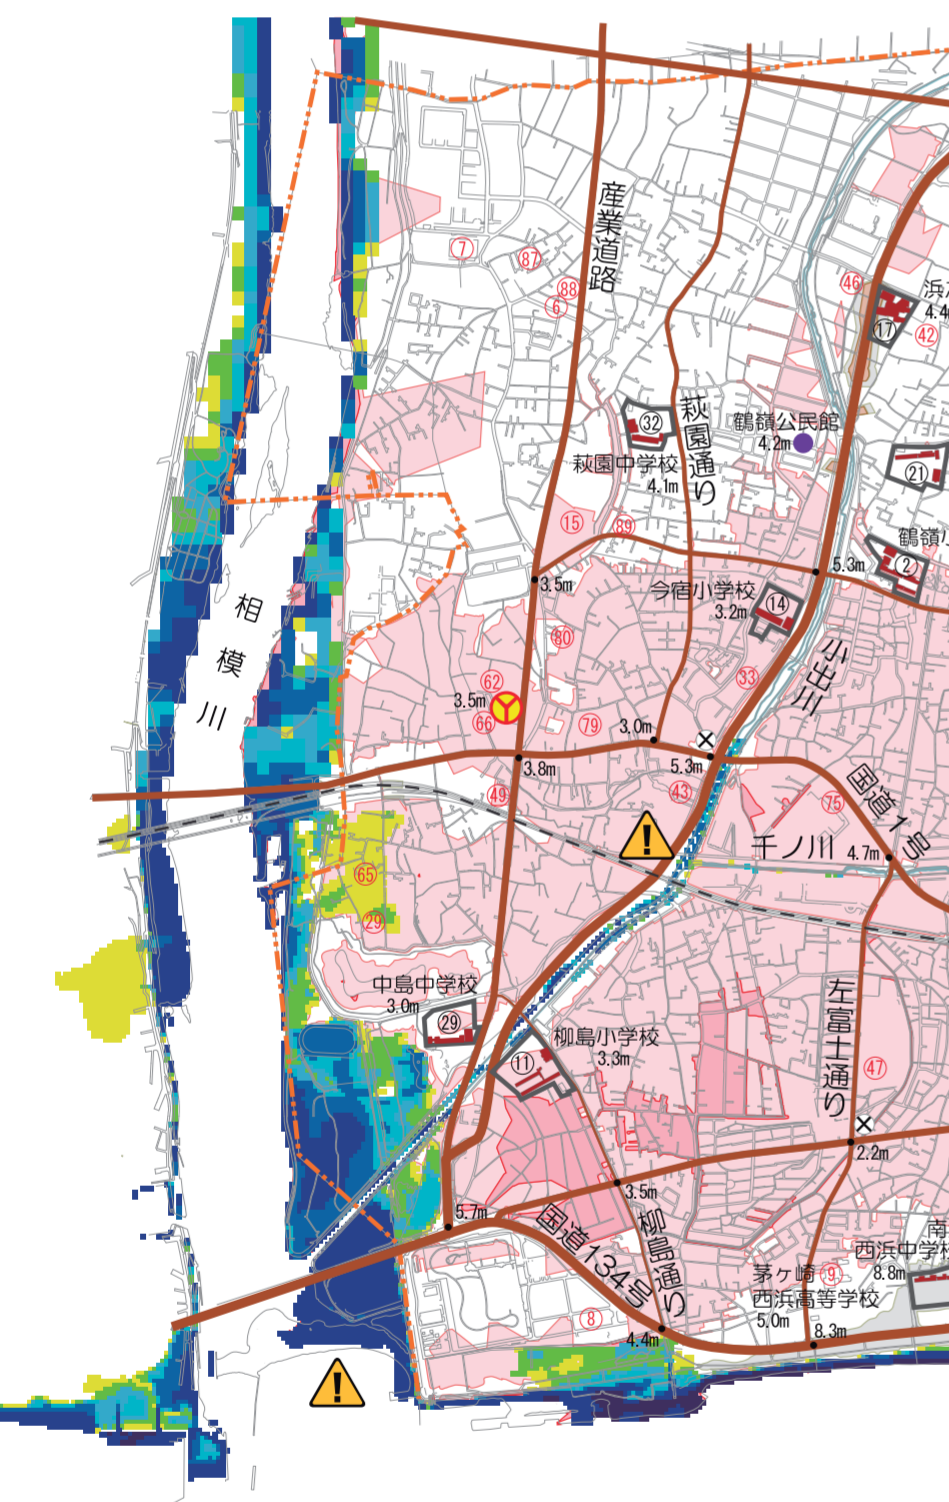 産業道路
7
87
88
6
46
17
浜
4.4
42
32
萩園中学校
4.1m
萩園通り
鶴嶺公民館
4.2m
21
15
89
鶴嶺
2
5.3m
3.5m
今宿小学校
3.2m
14
相模川
80
小出川
33
62
3.5m
66
79
3.0m
3.8m
5.3m
49
43
75
国道1号
千ノ川
4.7m
65
29
中島中学校
3.0m
29
柳島小学校
3.3m
11
左富士通り
47
2.2m
3.5m
5.7m
国道134号
柳島通り
南
西浜中学校
8.8m
茅ヶ崎
9
西浜高等学校
5.0m
8
4.4m
8.3m